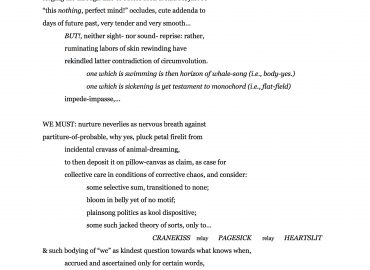 "this nothing, perfect mind!" occludes, cute addenda to
days of future past, very tender and very smooth...
BUT!, neither sight- nor sound- reprise: rather,
ruminating labors of skin rewinding have
rekindled latter contradiction of circumvolution.
one which is swimming is then horizon of whale-song (i.e., body-yes.)
one which is sickening is yet testament to monochord (i.e., flat-field)
impede-impasse,...
WE MUST: nurture neverlies as nervous breath against
partiture-of-probable, why yes, pluck petal firelit from
incidental cravass of animal-dreaming,
to then deposit it on pillow-canvas as claim, as case for
collective care in conditions of corrective chaos, and consider:
some selective sum, transitioned to none;
bloom in belly yet of no motif;
plainsong politics as kool dispositive;
some such jacked theory of sorts, only to...
CRANEKISS relay PAGESICK relay HEARTSLIT
& such bodying of "we" as kindest question towards what knows when,
accrued and ascertained only for certain words,